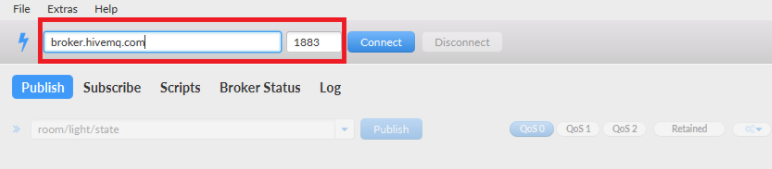 File Extras Help
broker.hivemq.com 1883 Connect Disconnect
Publish Subscribe Scripts Broker Status Log
room/light/state Publish QoS 0 QoS 1 QoS 2 Retained